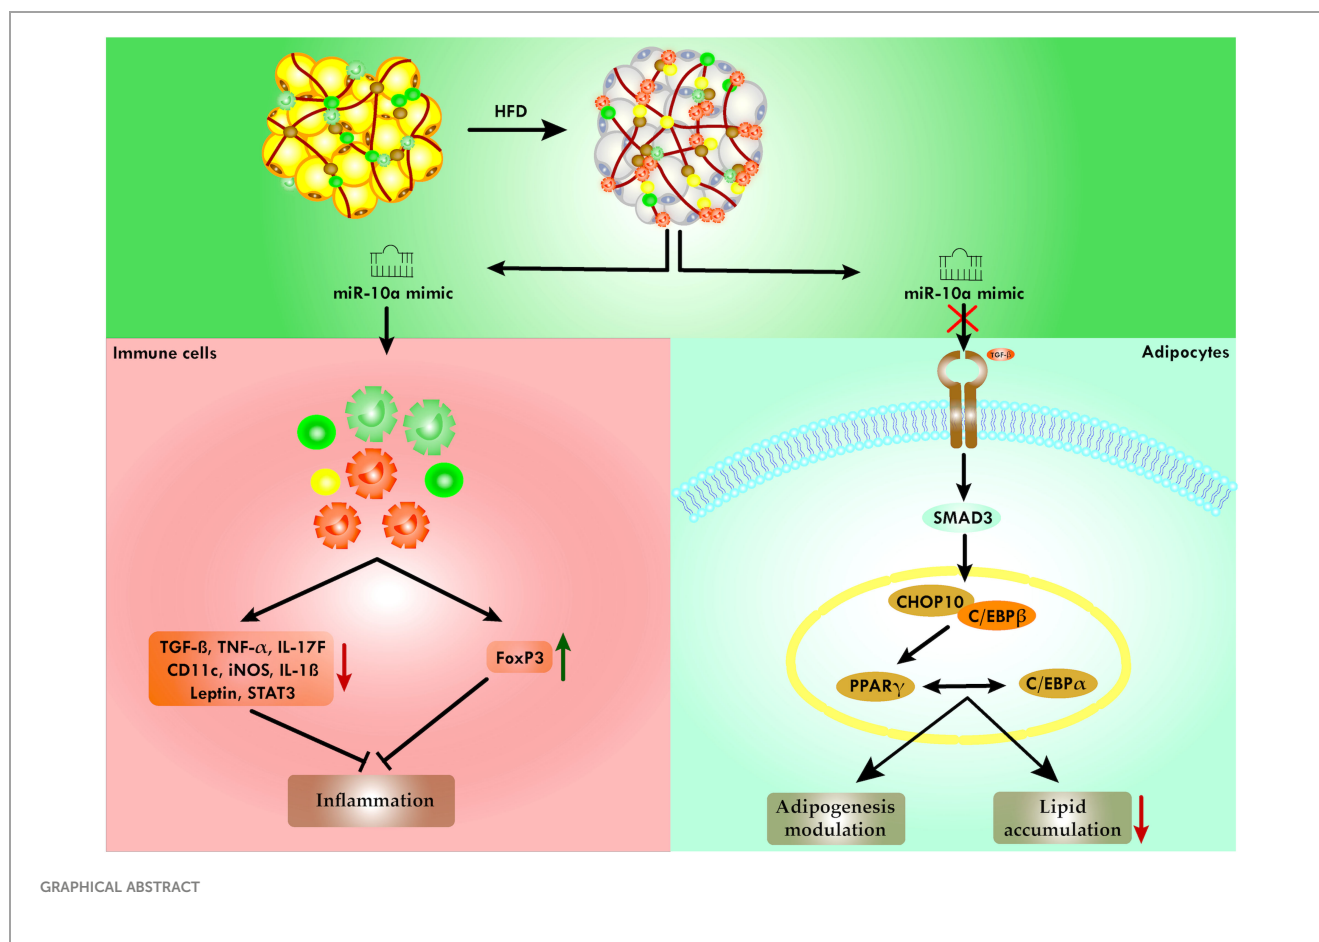 HFD
miR-10a mimic
miR-10a mimic
Immune cells
Adipocytes
TGF-β
SMAD3
CHOP10
C/EBPβ
PPARγ
C/EBPα
TGF-ß, TNF-α, IL-17F
CD11c, iNOS, IL-1ß
Leptin, STAT3
FoxP3
Inflammation
Adipogenesis
modulation
Lipid
accumulation
GRAPHICAL ABSTRACT